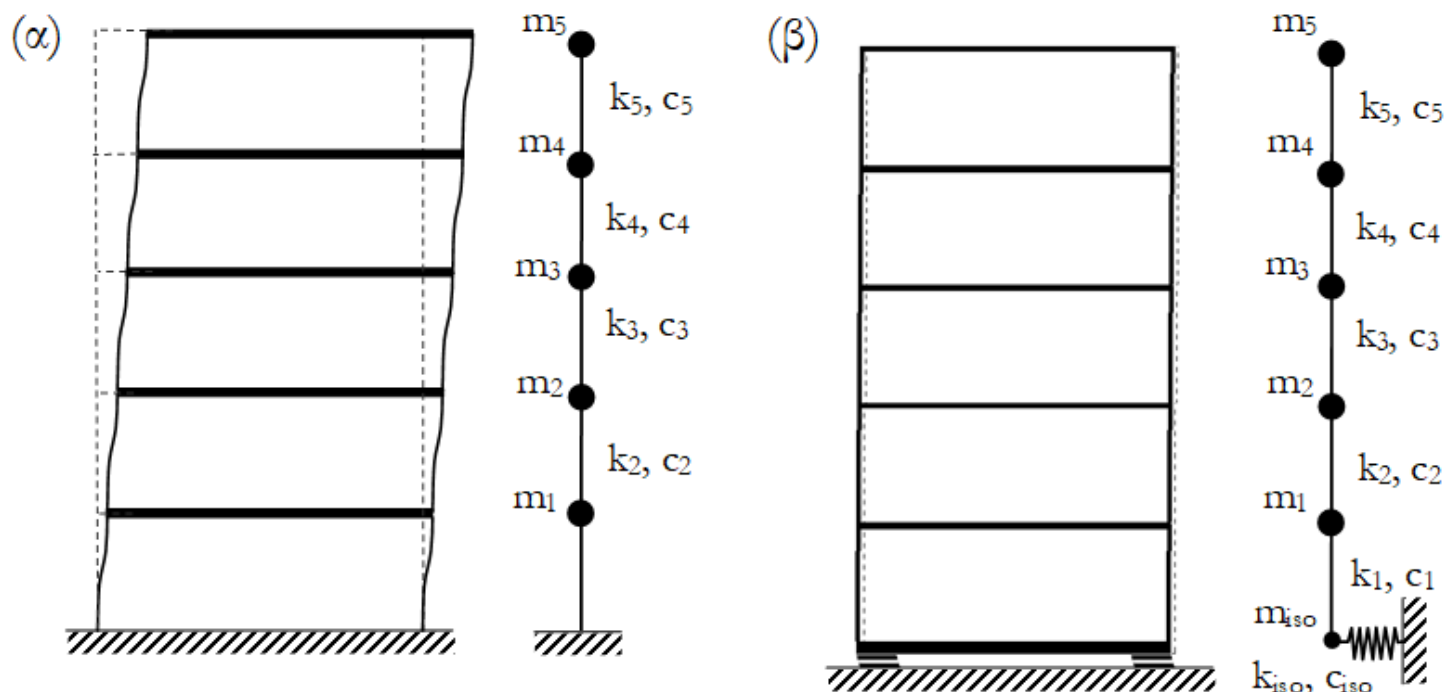 (α)
m₅
k₅, c₅
m₄
k₄, c₄
m₃
k₃, c₃
m₂
k₂, c₂
m₁
(β)
m₅
k₅, c₅
m₄
k₄, c₄
m₃
k₃, c₃
m₂
k₂, c₂
m₁
k₁, c₁
mᵢₛₒ
kᵢₛₒ, cᵢₛₒ